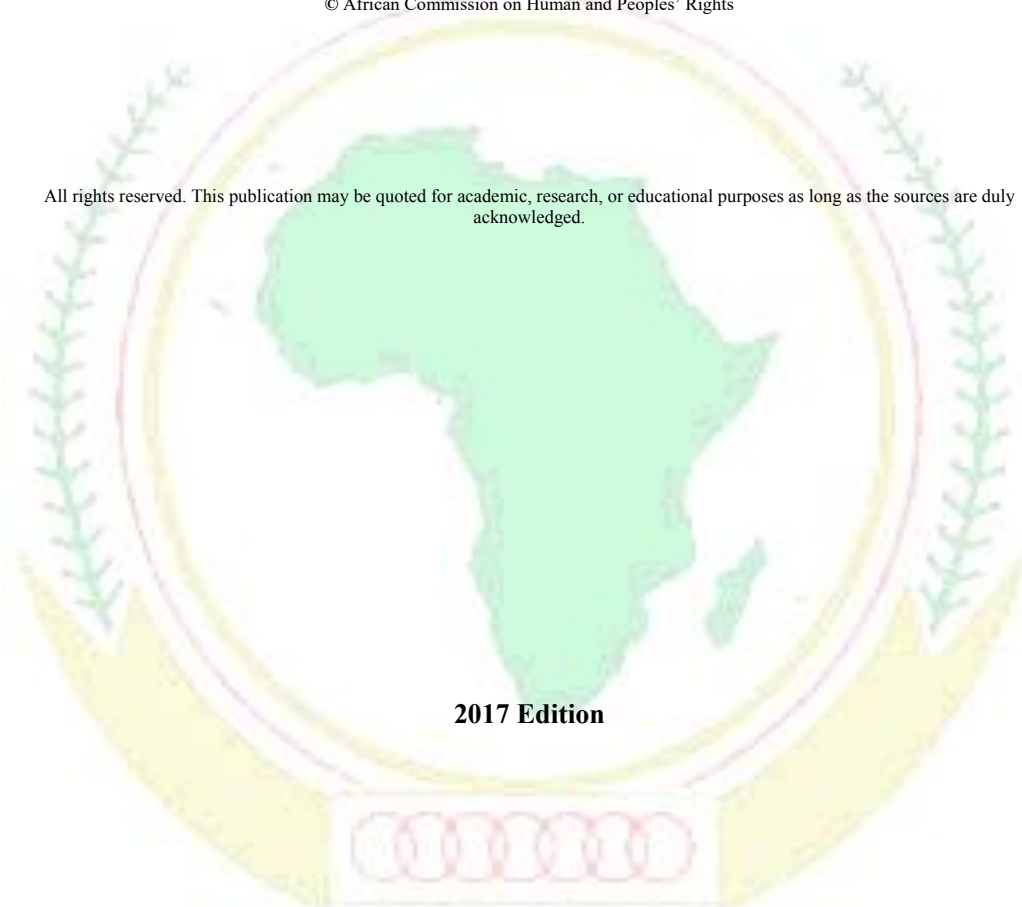 © African Commission on Human and Peoples’ Rights
All rights reserved. This publication may be quoted for academic, research, or educational purposes as long as the sources are duly
acknowledged.
2017 Edition